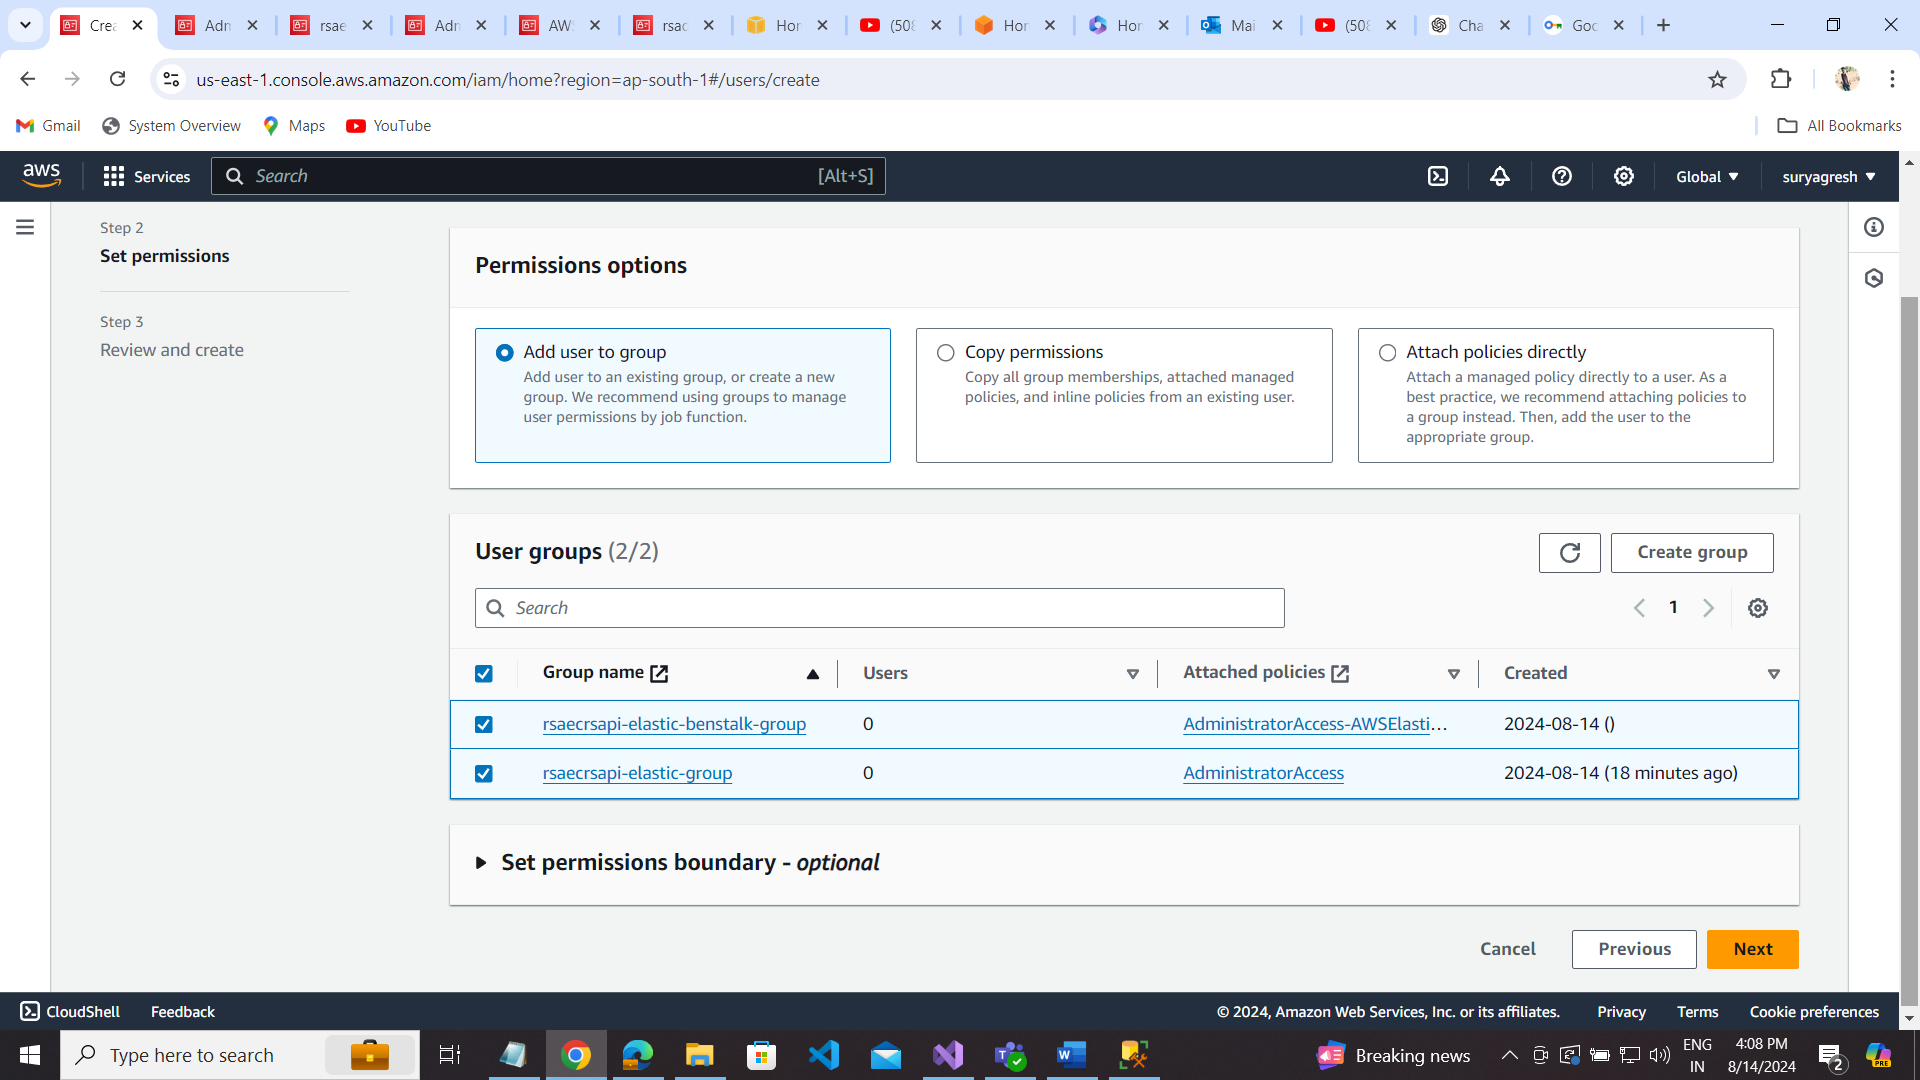 Crea
Adm
rsae
Adm
AWS
rsac
Hor
(508
Hor
Hor
Mai
(508
Cha
Goc
us-east-1.console.aws.amazon.com/iam/home?region=ap-south-1#/users/create
Gmail
System Overview
Maps
YouTube
All Bookmarks
aws
Services
Search
[Alt+S]
Global
suryagresh
Step 2
Set permissions
Step 3
Review and create
Permissions options
Add user to group
Add user to an existing group, or create a new
group. We recommend using groups to manage
user permissions by job function.
Copy permissions
Copy all group memberships, attached managed
policies, and inline policies from an existing user.
Attach policies directly
Attach a managed policy directly to a user. As a
best practice, we recommend attaching policies to
a group instead. Then, add the user to the
appropriate group.
User groups (2/2)
Create group
Search
1
Group name
Users
Attached policies
Created
rsaecrsapi-elastic-benstalk-group
0
AdministratorAccess-AWSElasti...
2024-08-14 ()
rsaecrsapi-elastic-group
0
AdministratorAccess
2024-08-14 (18 minutes ago)
Set permissions boundary - optional
Cancel
Previous
Next
CloudShell
Feedback
© 2024, Amazon Web Services, Inc. or its affiliates.
Privacy
Terms
Cookie preferences
Type here to search
Breaking news
ENG
IN
4:08 PM
8/14/2024
2